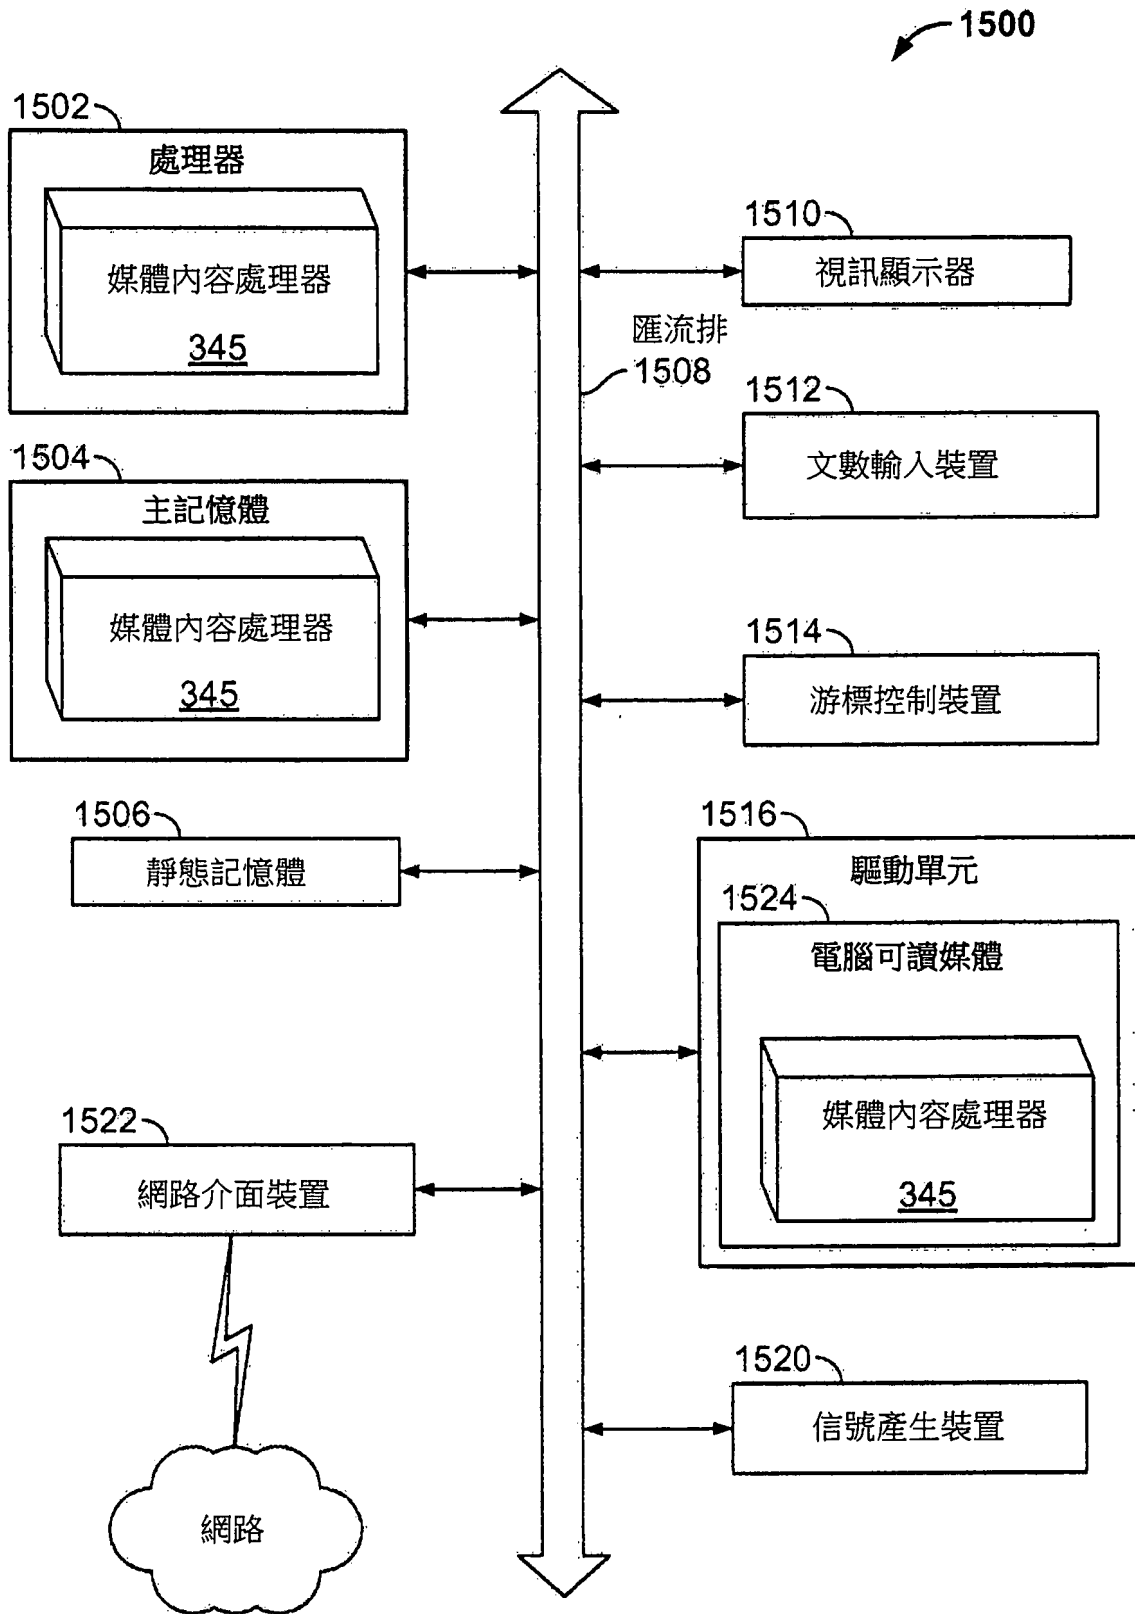 1500
1502
處理器
媒體內容處理器
345
1504
主記憶體
媒體內容處理器
345
1506
靜態記憶體
1522
網路介面裝置
網路
匯流排
1508
1510
視訊顯示器
1512
文數輸入裝置
1514
游標控制裝置
1516
驅動單元
1524
電腦可讀媒體
媒體內容處理器
345
1520
信號產生裝置